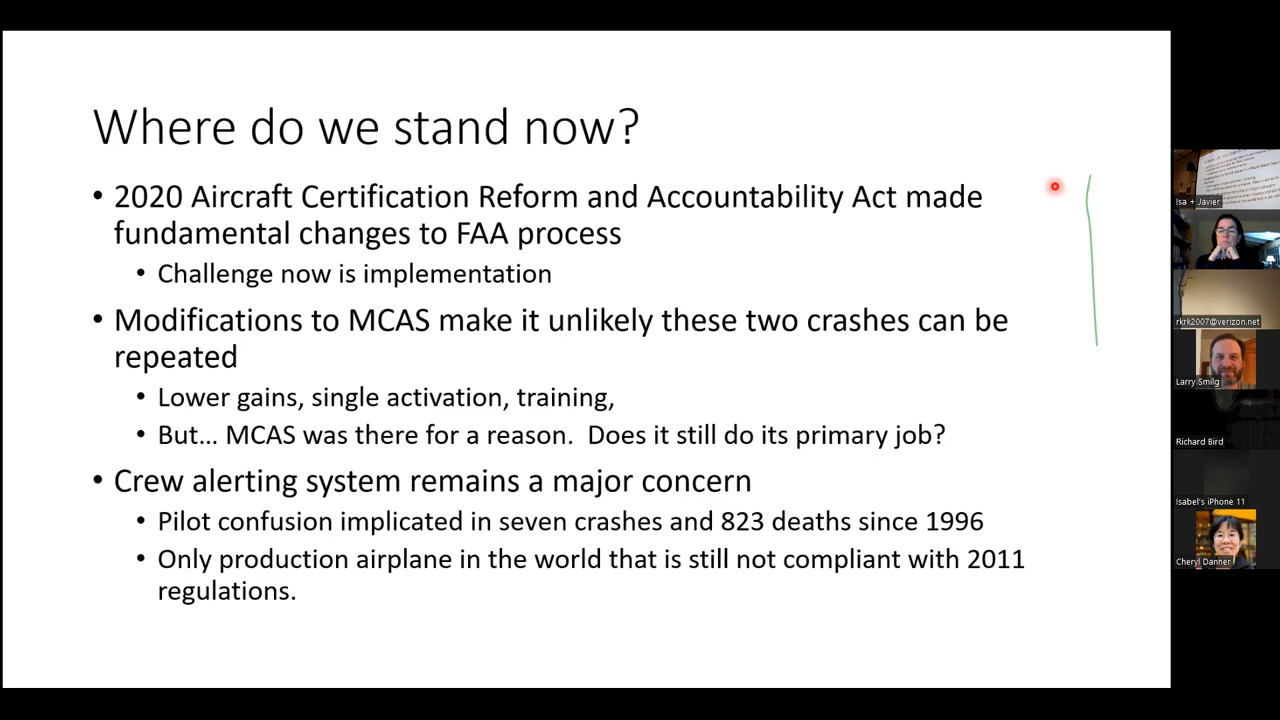 Where do we stand now?
• 2020 Aircraft Certification Reform and Accountability Act made
fundamental changes to FAA process
• Challenge now is implementation
• Modifications to MCAS make it unlikely these two crashes can be
repeated
• Lower gains, single activation, training,
• But… MCAS was there for a reason.  Does it still do its primary job?
• Crew alerting system remains a major concern
• Pilot confusion implicated in seven crashes and 823 deaths since 1996
• Only production airplane in the world that is still not compliant with 2011
regulations.
Isa + Javier
rkrk2007@verizon.net
Larry Smilg
Richard Bird
Isabel's iPhone 11
Cheryl Danner